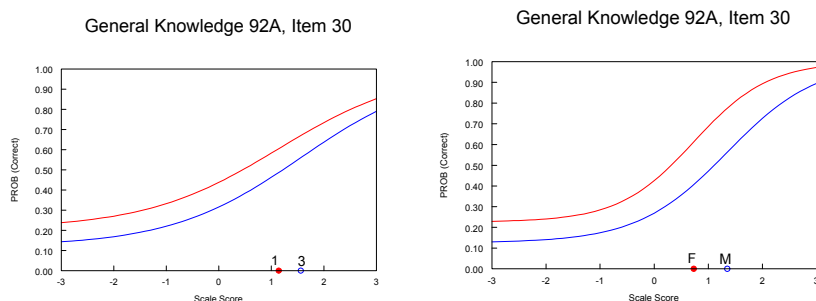 General Knowledge 92A, Item 30
1.00
0.90
0.80
0.70
0.60
0.50
0.40
0.30
0.20
0.10
0.00
PROB (Correct)
1 3
-3 -2 -1 0 1 2 3
Scale Score
General Knowledge 92A, Item 30
1.00
0.90
0.80
0.70
0.60
0.50
0.40
0.30
0.20
0.10
0.00
PROB (Correct)
F M
-3 -2 -1 0 1 2 3
Scale Score